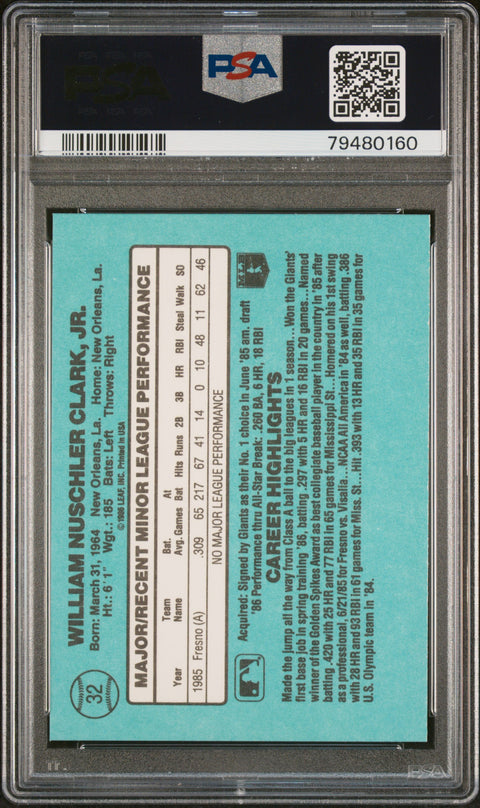 PSA
PSA
79480160
32
WILLIAM NUSCHLER CLARK, JR.
Born: March 31, 1964 New Orleans, La. Home: New Orleans, La.
Ht.: 6'1" Wgt.: 185 Bats: Left Throws: Right
© 1986 LEAF, INC. Printed in USA
MAJOR/RECENT MINOR LEAGUE PERFORMANCE
Team Bat. At
Year Name Avg. Games Bat Hits Runs 2B 3B HR RBI Steal Walk SO
1985 Fresno (A) .309 65 217 67 41 14 0 10 48 11 62 46
NO MAJOR LEAGUE PERFORMANCE
Acquired: Signed by Giants as their No. 1 choice in June '85 am. draft
'86 Performance thru All-Star Break: .260 BA, 6 HR, 18 RBI
CAREER HIGHLIGHTS
Made the jump all the way from Class A ball to the big leagues in 1 season...Won the Giants'
first base job in spring training '86, batting .297 with 5 HR and 16 RBI in 20 games...Named
winner of the Golden Spikes Award as best collegiate baseball player in the country in '85 after
batting .420 with 25 HR and 77 RBI in 65 games for Mississippi St...Homered on his 1st swing
as a professional, 6/21/85 for Fresno vs. Visalia...NCAA All America in '84 as well, batting .386
with 28 HR and 93 RBI in 61 games for Miss. St...Hit .393 with 13 HR and 35 RBI in 35 games for
U.S. Olympic team in '84.
PSA